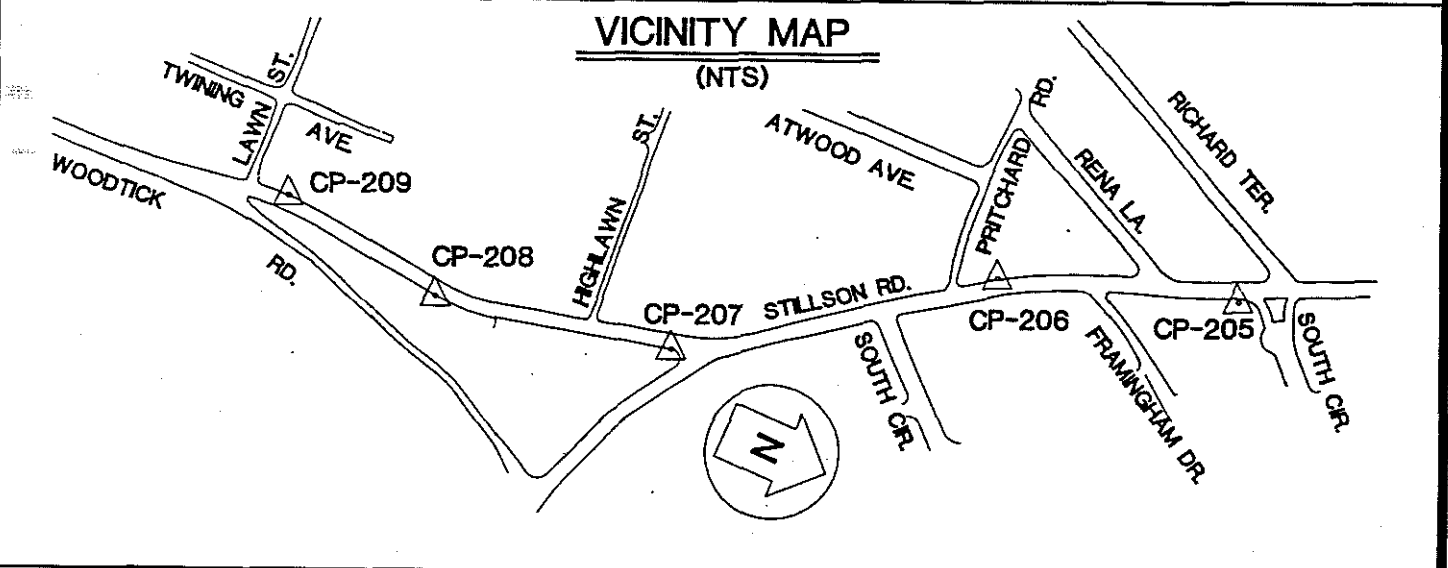 VICINITY MAP
(NTS)
TWINING
AVE.
LAWN
ST.
WOODTICK
RD.
CP-209
CP-208
HIGHLAWN
ST.
CP-207
STILLSON RD.
ATWOOD AVE.
PRITCHARD
RD.
RENA LA.
RICHARD TER.
CP-206
CP-205
SOUTH CIR.
FRAMINGHAM DR.
SOUTH CIR.
N